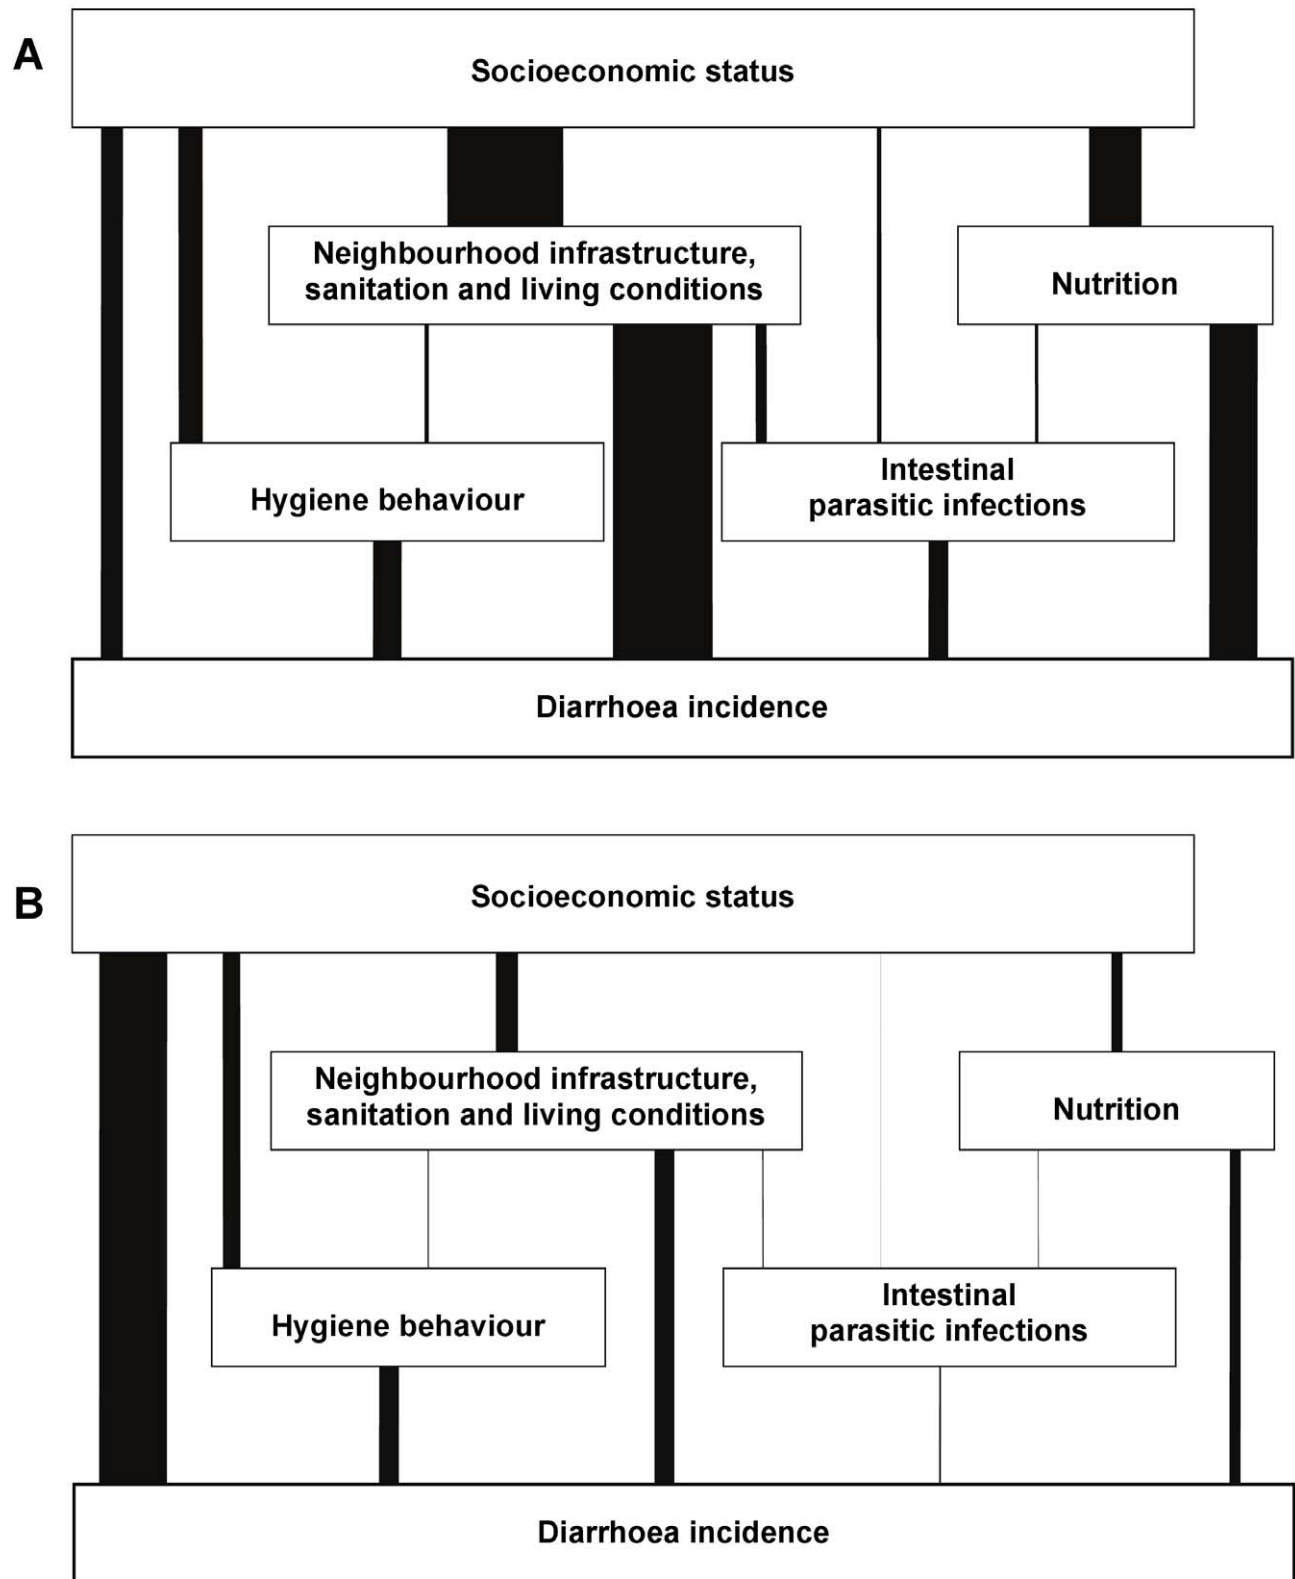 A
Socioeconomic status
Neighbourhood infrastructure,
sanitation and living conditions
Nutrition
Hygiene behaviour
Intestinal
parasitic infections
Diarrhoea incidence
B
Socioeconomic status
Neighbourhood infrastructure,
sanitation and living conditions
Nutrition
Hygiene behaviour
Intestinal
parasitic infections
Diarrhoea incidence